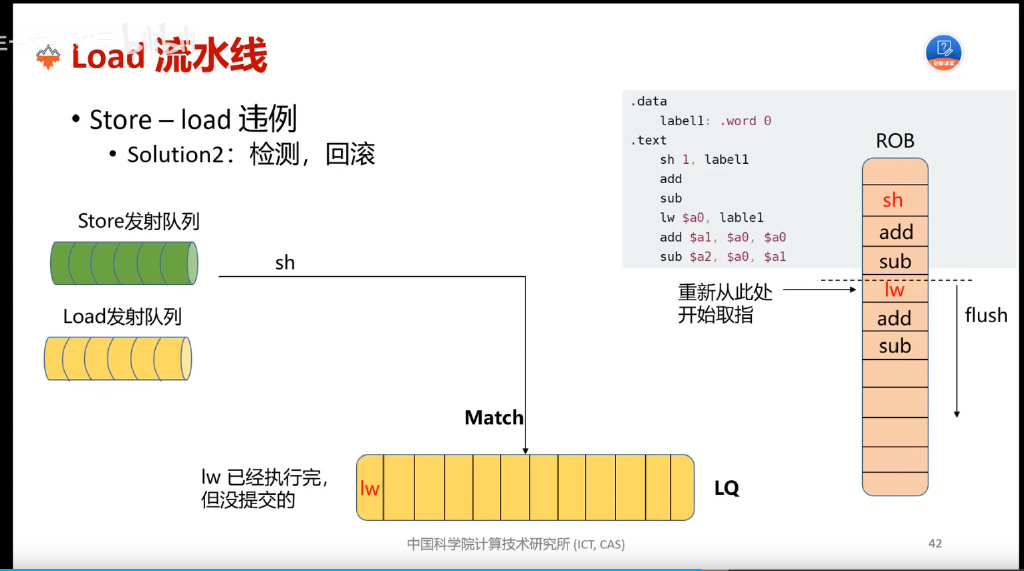 Load 流水线
• Store – load 违例
• Solution2：检测，回滚
.data
label1: .word 0
.text
sh 1, label1
add
sub
lw $a0, lable1
add $a1, $a0, $a0
sub $a2, $a0, $a1
ROB
sh
add
sub
lw
add
sub
重新从此处
开始取指
flush
Store发射队列
sh
Load发射队列
Match
lw 已经执行完，
但没提交的
lw
LQ
中国科学院计算技术研究所 (ICT, CAS)
42